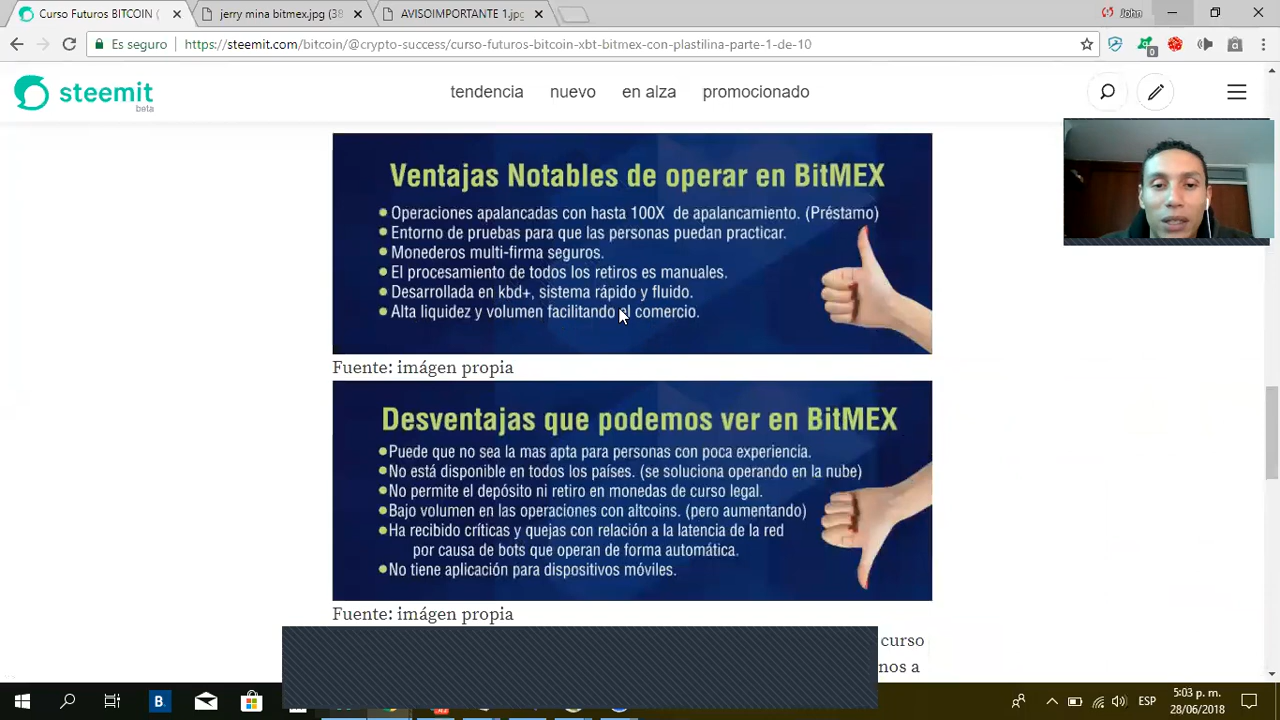 Curso Futuros BITCOIN (
jerry mina bitmex.jpg (38
AVISOIMPORTANTE 1.jpg
John
Es seguro
https://steemit.com/bitcoin/@crypto-success/curso-futuros-bitcoin-xbt-bitmex-con-plastilina-parte-1-de-10
0
steemit
beta
tendencia nuevo en alza promocionado
Ventajas Notables de operar en BitMEX
Operaciones apalancadas con hasta 100X de apalancamiento. (Préstamo)
Entorno de pruebas para que las personas puedan practicar.
Monederos multi-firma seguros.
El procesamiento de todos los retiros es manuales.
Desarrollada en kbd+, sistema rápido y fluido.
Alta liquidez y volumen facilitando el comercio.
Fuente: imágen propia
Desventajas que podemos ver en BitMEX
Puede que no sea la mas apta para personas con poca experiencia.
No está disponible en todos los países. (se soluciona operando en la nube)
No permite el depósito ni retiro en monedas de curso legal.
Bajo volumen en las operaciones con altcoins. (pero aumentando)
Ha recibido críticas y quejas con relación a la latencia de la red
por causa de bots que operan de forma automática.
No tiene aplicación para dispositivos móviles.
Fuente: imágen propia
curso
nos a
B.
ESP
5:03 p. m.
28/06/2018